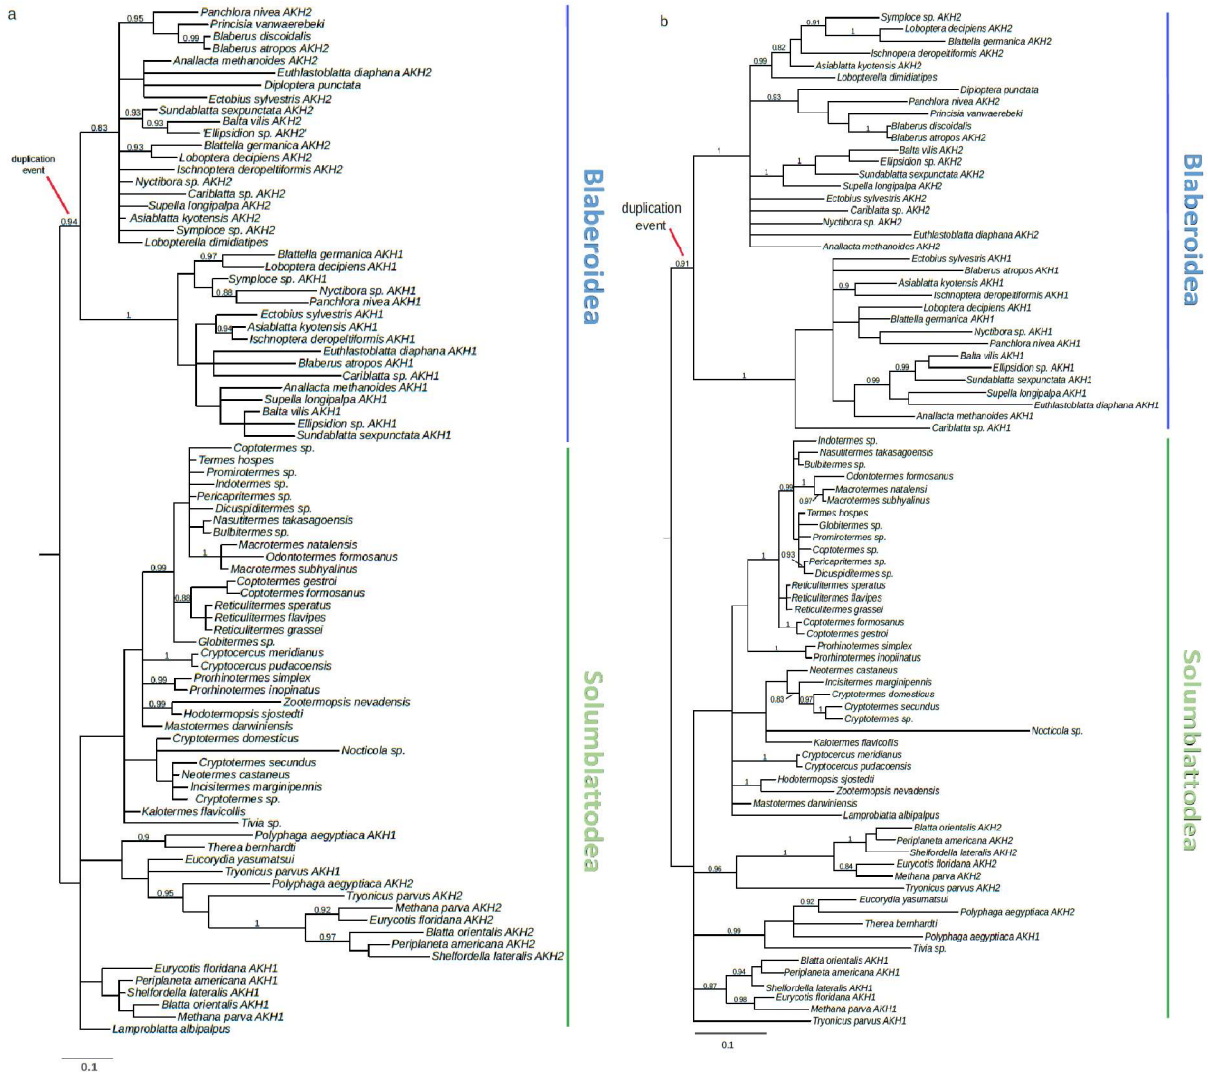 a
0.95
Panchlora nivea AKH2
Princisia vanwaerebeki
0.99
Blaberus discoidalis
Blaberus atropos AKH2
Anallacta methanoides AKH2
Euthlastoblatta diaphana AKH2
Diploptera punctata
Ectobius sylvestris AKH2
0.93
Sundablatta sexpunctata AKH2
0.93
Balta vilis AKH2
'Ellipsidion sp. AKH2'
0.83
0.93
Blattella germanica AKH2
Loboptera decipiens AKH2
Ischnoptera deropeltiformis AKH2
Nyctibora sp. AKH2
Cariblatta sp. AKH2
Supella longipalpa AKH2
Asiablatta kyotensis AKH2
Symploce sp. AKH2
Lobopterella dimidiatipes
duplication
event
0.94
0.97
Blattella germanica AKH1
Loboptera decipiens AKH1
Symploce sp. AKH1
0.88
Nyctibora sp. AKH1
Panchlora nivea AKH1
1
Ectobius sylvestris AKH1
0.94
Asiablatta kyotensis AKH1
Ischnoptera deropeltiformis AKH1
Euthlastoblatta diaphana AKH1
Blaberus atropos AKH1
Cariblatta sp. AKH1
Anallacta methanoides AKH1
Supella longipalpa AKH1
Balta vilis AKH1
Ellipsidion sp. AKH1
Sundablatta sexpunctata AKH1
Blaberoidea
Coptotermes sp.
Termes hospes
Promirotermes sp.
Indotermes sp.
Pericapritermes sp.
Dicuspiditermes sp.
Nasutitermes takasagoensis
Bulbitermes sp.
Macrotermes natalensis
1
Odontotermes formosanus
Macrotermes subhyalinus
0.99
Coptotermes gestroi
Coptotermes formosanus
0.88
Reticulitermes speratus
Reticulitermes flavipes
Reticulitermes grassei
Globitermes sp.
1
Cryptocercus meridianus
Cryptocercus pudacoensis
0.99
Prorhinotermes simplex
Prorhinotermes inopinatus
0.99
Zootermopsis nevadensis
Hodotermopsis sjostedti
Mastotermes darwiniensis
Cryptotermes domesticus
Nocticola sp.
Cryptotermes secundus
Neotermes castaneus
Incisitermes marginipennis
Cryptotermes sp.
Kalotermes flavicollis
Tivia sp.
0.9
Polyphaga aegyptiaca AKH1
Therea bernhardti
Eucorydia yasumatsui
Tryonicus parvus AKH1
0.95
Polyphaga aegyptiaca AKH2
Tryonicus parvus AKH2
1
0.92
Methana parva AKH2
Eurycotis floridana AKH2
0.97
Blatta orientalis AKH2
Periplaneta americana AKH2
Shelfordella lateralis AKH2
Eurycotis floridana AKH1
Periplaneta americana AKH1
Shelfordella lateralis AKH1
Blatta orientalis AKH1
Methana parva AKH1
Lamproblatta albipalpus
Solumblattodea
0.1
b
0.91
Symploce sp. AKH2
1
Loboptera decipiens AKH2
Blattella germanica AKH2
0.82
Ischnopera deropeitiformis AKH2
0.99
Asiablatta kyotensis AKH2
Lobopterella dimidiatipes
0.93
Diploptera punctata
Panchlora nivea AKH2
Princisia vanwaerebeki
1
Blaberus discoidalis
Blaberus atropos AKH2
1
1
Balta vilis AKH2
Ellipsidion sp. AKH2
1
Sundablatta sexpunctata AKH2
Supella longipalpa AKH2
Ectobius sylvestris AKH2
Cariblatta sp. AKH2
Nyctibora sp. AKH2
Euthlastoblatta diaphana AKH2
Anallacta methanoides AKH2
duplication
event
0.91
Ectobius sylvestris AKH1
Blaberus atropos AKH1
0.9
Asiablatta kyotensis AKH1
Ischnoptera deropeltiformis AKH1
Loboptera decipiens AKH1
Blattella germanica AKH1
Nyctibora sp. AKH1
Panchlora nivea AKH1
1
Balta vilis AKH1
0.99
Ellipsidion sp. AKH1
0.99
Sundablatta sexpunctata AKH1
Supella longipalpa AKH1
Euthlastoblatta diaphana AKH1
Anallacta methanoides AKH1
Cariblatta sp. AKH1
Blaberoidea
Indotermes sp.
Nasutitermes takasagoensis
Bulbitermes sp.
0.99
1
Odontotermes formosanus
Macrotermes natalensi
0.97
Macrotermes subhyalinus
Termes hospes
Globitermes sp.
Promirotermes sp.
1
Coptotermes sp.
0.93
Pericapritermes sp.
Dicuspiditermes sp.
Reticulitermes speratus
Reticulitermes flavipes
Reticulitermes grassei
1
Coptotermes formosanus
Coptotermes gestroi
1
Prorhinotermes simplex
Prorhinotermes inopiinatus
Neotermes castaneus
Incisitermes marginipennis
0.83
0.97
Cryptotermes domesticus
1
Cryptotermes secundus
Cryptotermes sp.
Nocticola sp.
Kalotermes flavicollis
1
Cryptocercus meridianus
Cryptocercus pudacoensis
1
Hodotermopsis sjostedti
Zootermopsis nevadensis
Mastotermes darwiniensis
Lamproblatta albipalpus
Blatta orientalis AKH2
1
Periplaneta americana AKH2
1
Shelfordella lateralis AKH2
0.84
Eurycotis floridana AKH2
0.96
Methana parva AKH2
Tryonicus parvus AKH2
0.92
Eucorydia yasumatsui
Polyphaga aegyptiaca AKH2
Therea bernhardti
0.99
Polyphaga aegyptiaca AKH1
Tivia sp.
Blatta orientalis AKH1
0.94
Periplaneta americana AKH1
0.87
Shelfordella lateralis AKH1
0.98
Eurycotis floridana AKH1
Methana parva AKH1
Tryonicus parvus AKH1
Solumblattodea
0.1